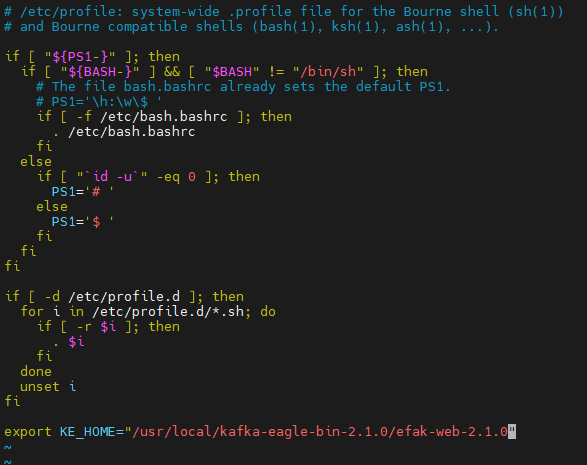 # /etc/profile: system-wide .profile file for the Bourne shell (sh(1))
# and Bourne compatible shells (bash(1), ksh(1), ash(1), ...).

if [ "${PS1-}" ]; then
  if [ "${BASH-}" ] && [ "$BASH" != "/bin/sh" ]; then
    # The file bash.bashrc already sets the default PS1.
    # PS1='\h:\w\$ '
    if [ -f /etc/bash.bashrc ]; then
      . /etc/bash.bashrc
    fi
  else
    if [ "`id -u`" -eq 0 ]; then
      PS1='# '
    else
      PS1='$ '
    fi
  fi
fi

if [ -d /etc/profile.d ]; then
  for i in /etc/profile.d/*.sh; do
    if [ -r $i ]; then
      . $i
    fi
  done
  unset i
fi

export KE_HOME="/usr/local/kafka-eagle-bin-2.1.0/efak-web-2.1.0"
~
~